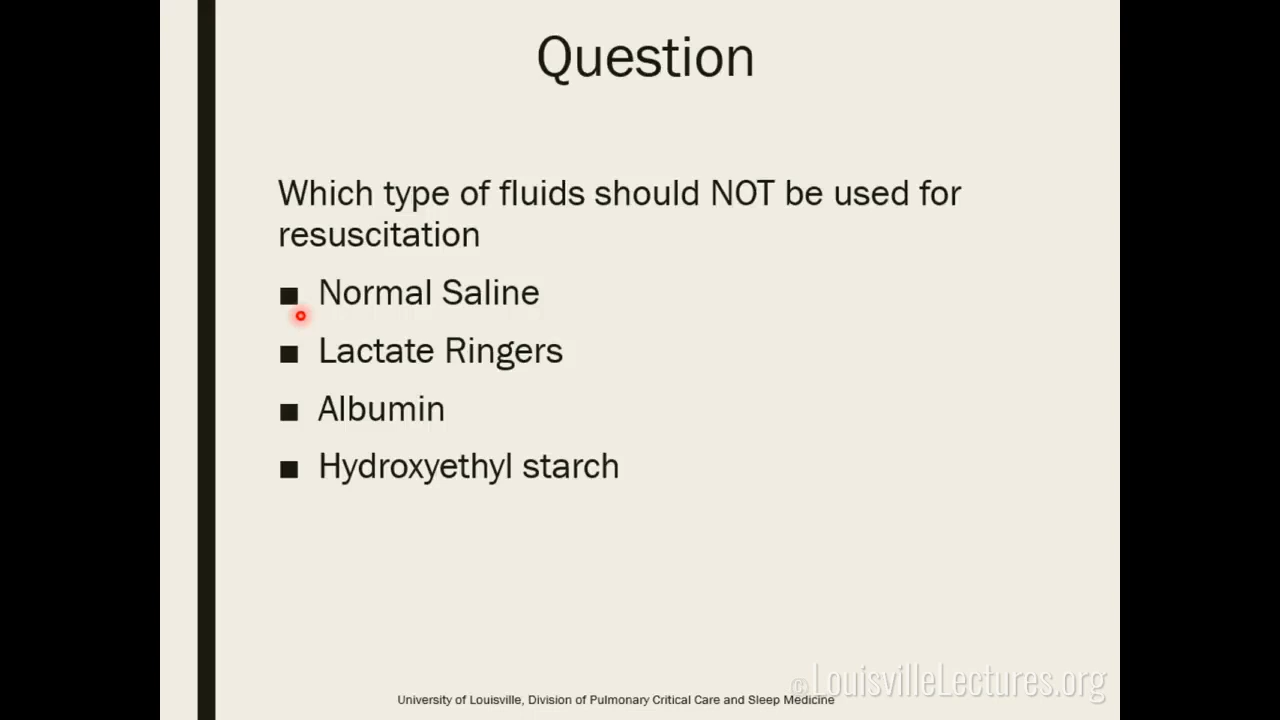 Question
Which type of fluids should NOT be used for
resuscitation
■ Normal Saline
■ Lactate Ringers
■ Albumin
■ Hydroxyethyl starch
©LouisvilleLectures.org
University of Louisville, Division of Pulmonary Critical Care and Sleep Medicine